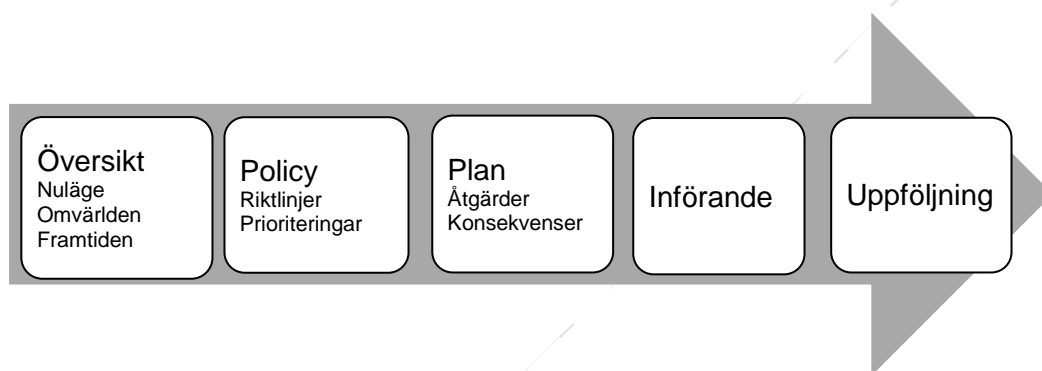 Översikt
Nuläge
Omvärlden
Framtiden
Policy
Riktlinjer
Prioriteringar
Plan
Åtgärder
Konsekvenser
Införande
Uppföljning